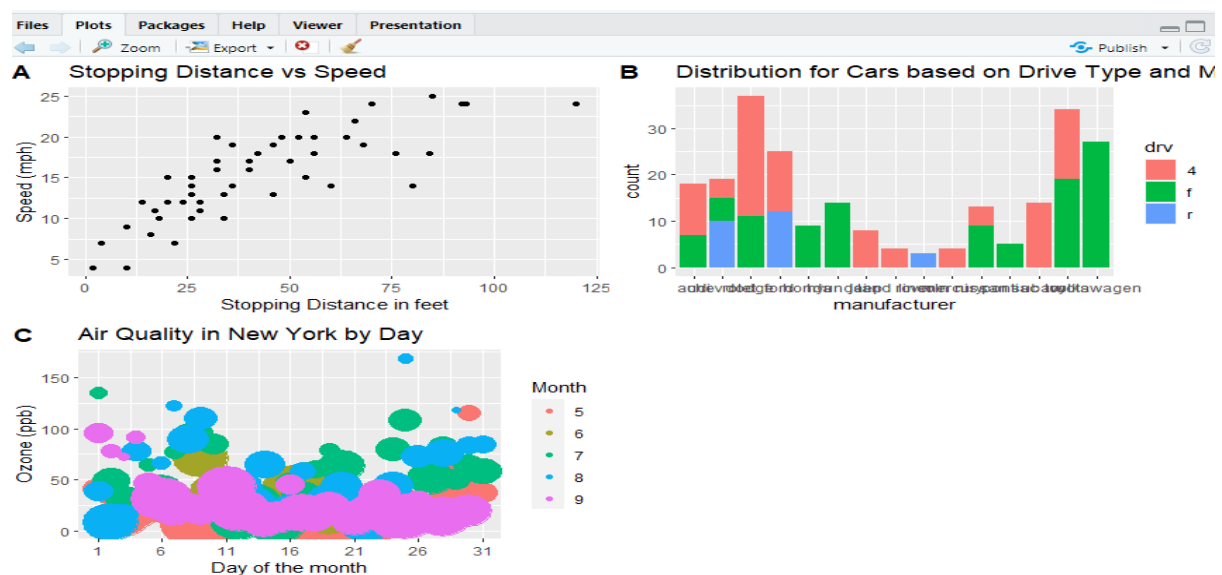 Files Plots Packages Help Viewer Presentation
Zoom Export Publish
A Stopping Distance vs Speed
25
20
15
10
5
Speed (mph)
0 25 50 75 100 125
Stopping Distance in feet
B Distribution for Cars based on Drive Type and M
30
20
10
0
count
manufacturer
drv
4
f
r
C Air Quality in New York by Day
150
100
50
0
Ozone (ppb)
1 6 11 16 21 26 31
Day of the month
Month
5
6
7
8
9